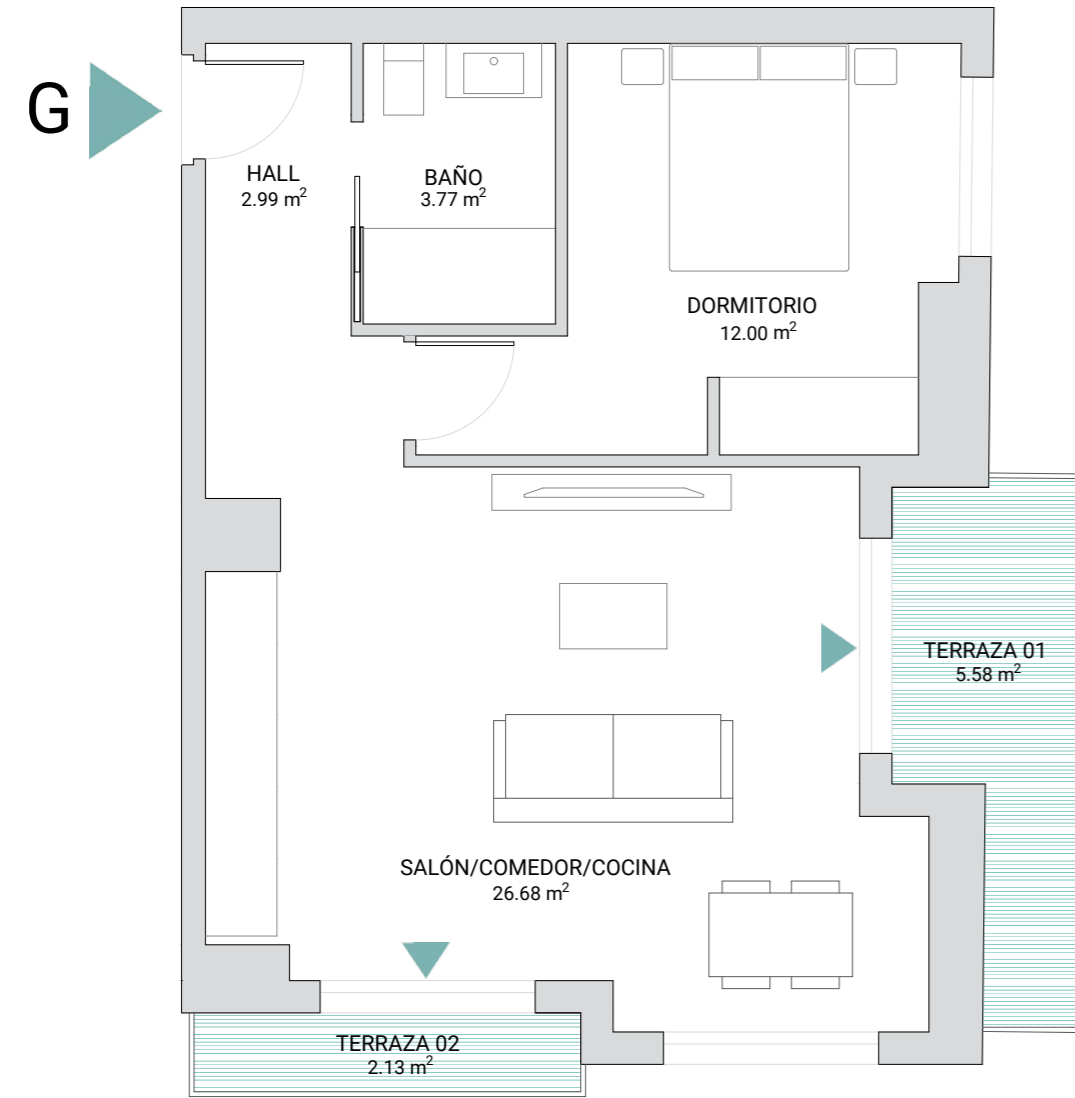 G
HALL
2.99 m²
BAÑO
3.77 m²
DORMITORIO
12.00 m²
TERRAZA 01
5.58 m²
SALÓN/COMEDOR/COCINA
26.68 m²
TERRAZA 02
2.13 m²